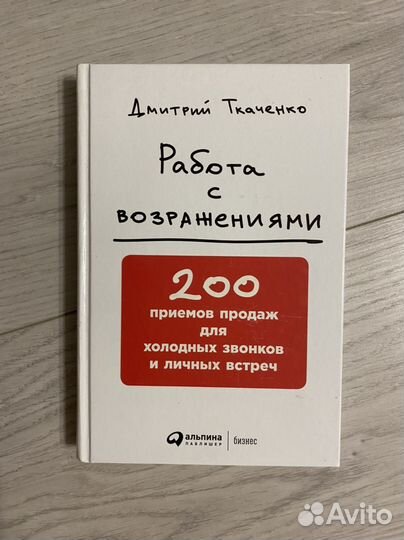 Дмитрий Ткаченко
Работа
с
возражениями
200
приемов продаж
для
холодных звонков
и личных встреч
альпина
ПАБЛИШЕР
бизнес
Avito